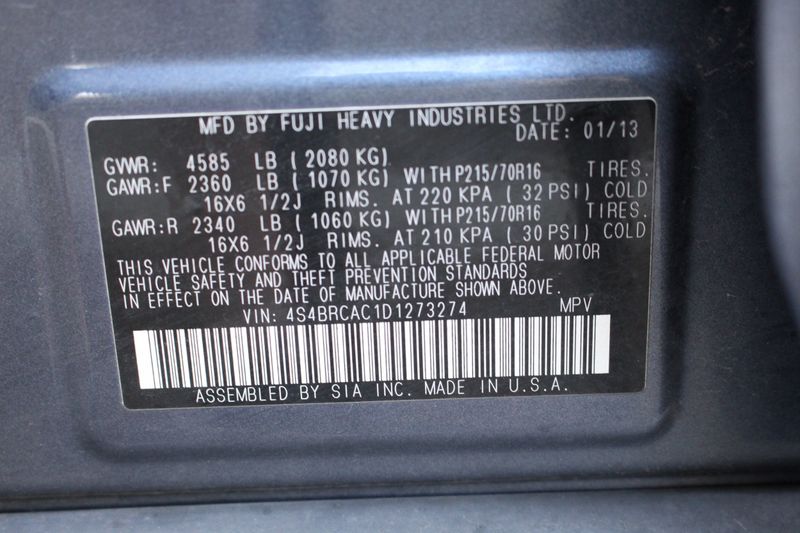 MFD BY FUJI HEAVY INDUSTRIES LTD.
DATE: 01/13
GVWR: 4585 LB ( 2080 KG)
GAWR:F 2360 LB ( 1070 KG) WITH P215/70R16 TIRES.
16X6 1/2J RIMS. AT 220 KPA ( 32 PSI) COLD
GAWR:R 2340 LB ( 1060 KG) WITH P215/70R16 TIRES.
16X6 1/2J RIMS. AT 210 KPA ( 30 PSI) COLD
THIS VEHICLE CONFORMS TO ALL APPLICABLE FEDERAL MOTOR
VEHICLE SAFETY AND THEFT PREVENTION STANDARDS
IN EFFECT ON THE DATE OF MANUFACTURE SHOWN ABOVE.
VIN: 4S4BRCAC1D1273274 MPV
ASSEMBLED BY SIA INC. MADE IN U.S.A.